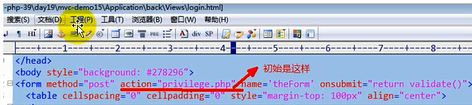 -php-39\day19\mvc-demo15\Application\back\Views\login.html]
搜索(S) 文档(D) 工程(P) 工具(T) 浏览器(B) 窗口(W) 帮助(H)
</head>
<body style="background: #278296">
初始是这样
<form method="post" action="privilege.php" name='theForm' onsubmit="return validate()">
<table cellspacing="0" cellpadding="0" style="margin-top: 100px" align="center">